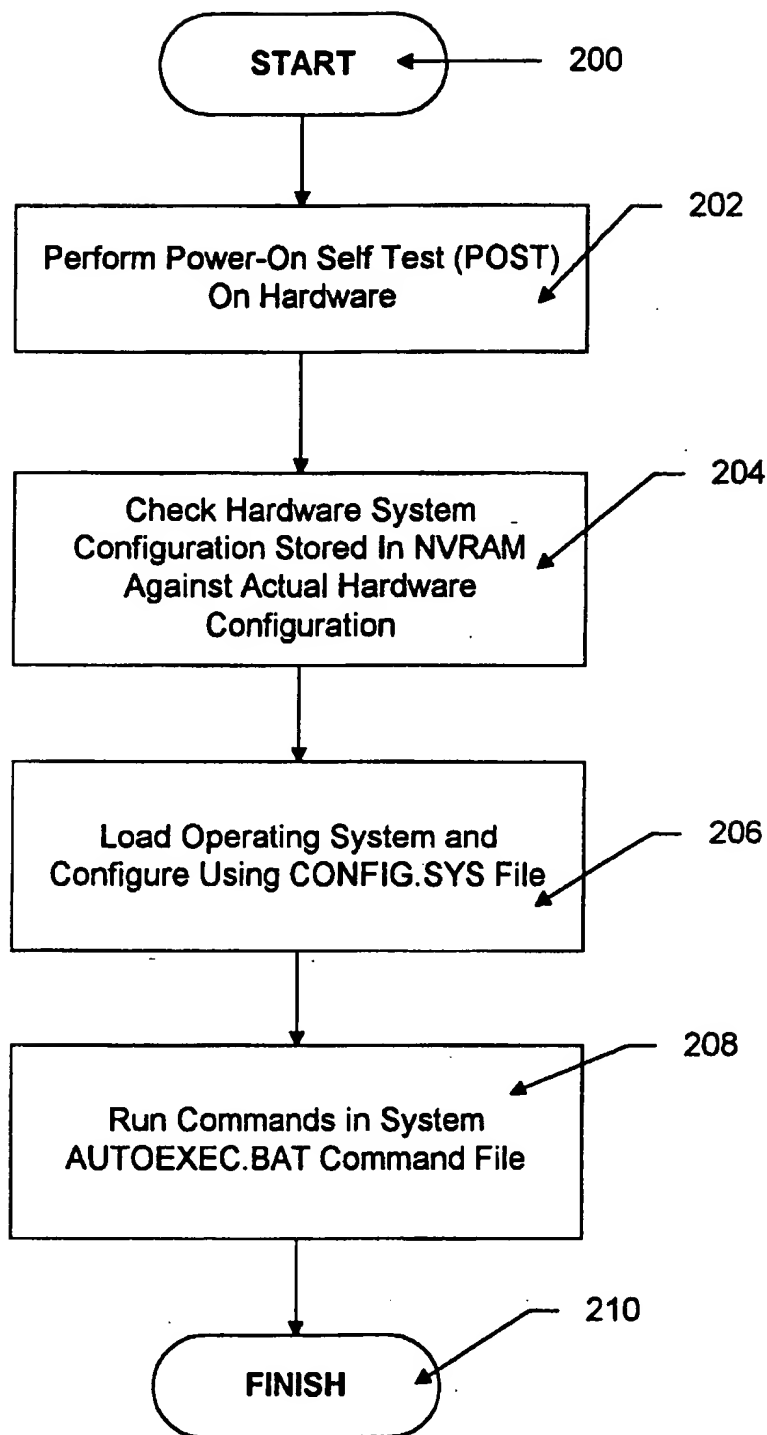 START
200
202
Perform Power-On Self Test (POST)
On Hardware
204
Check Hardware System
Configuration Stored In NVRAM
Against Actual Hardware
Configuration
206
Load Operating System and
Configure Using CONFIG.SYS File
208
Run Commands in System
AUTOEXEC.BAT Command File
210
FINISH